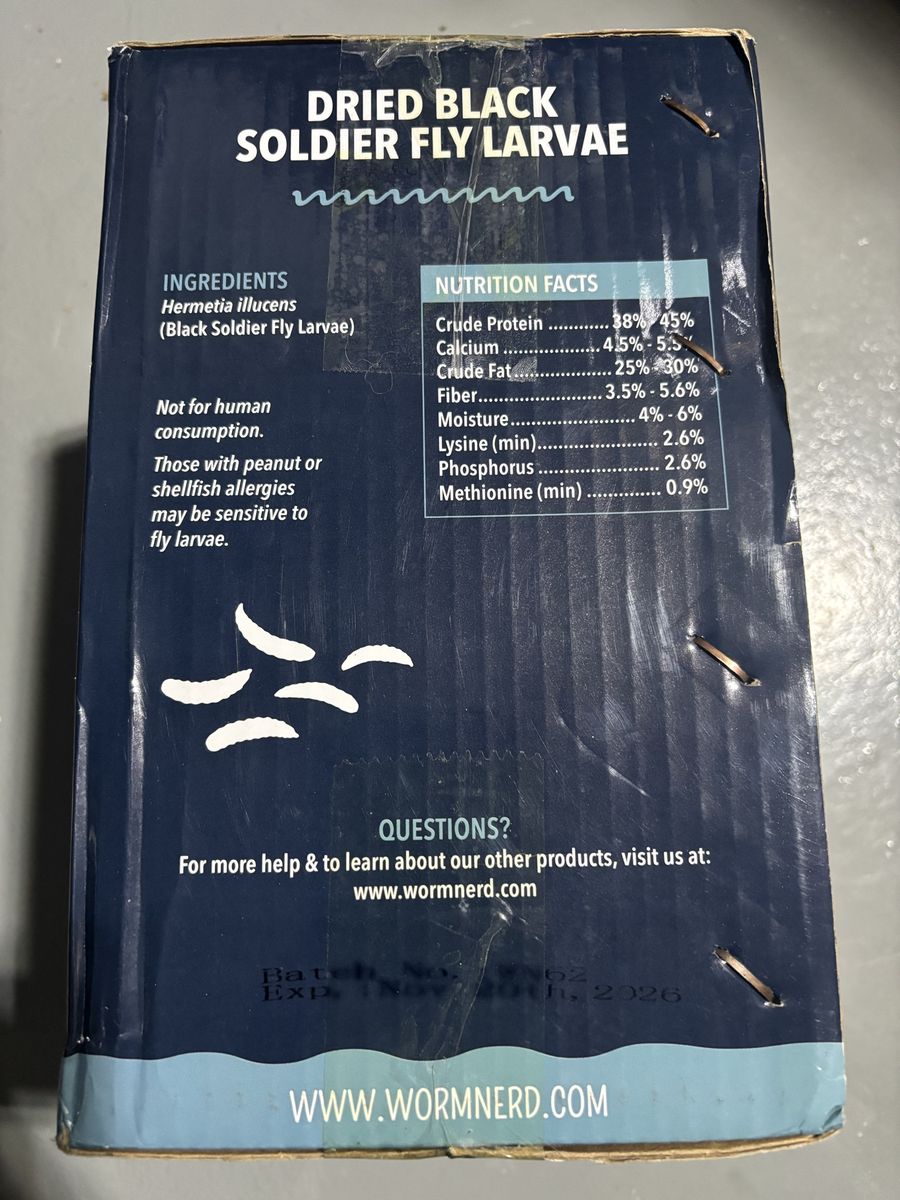 DRIED BLACK
SOLDIER FLY LARVAE
INGREDIENTS
Hermetia illucens
(Black Soldier Fly Larvae)
Not for human
consumption.
Those with peanut or
shellfish allergies
may be sensitive to
fly larvae.
NUTRITION FACTS
Crude Protein ............ 38% - 45%
Calcium ................... 4.5% - 5.5%
Crude Fat................... 25% - 30%
Fiber......................... 3.5% - 5.6%
Moisture......................... 4% - 6%
Lysine (min)........................ 2.6%
Phosphorus ........................ 2.6%
Methionine (min) .............. 0.9%
QUESTIONS?
For more help & to learn about our other products, visit us at:
www.wormnerd.com
Batch No. WN62
Exp. Nov 2026
WWW.WORMNERD.COM